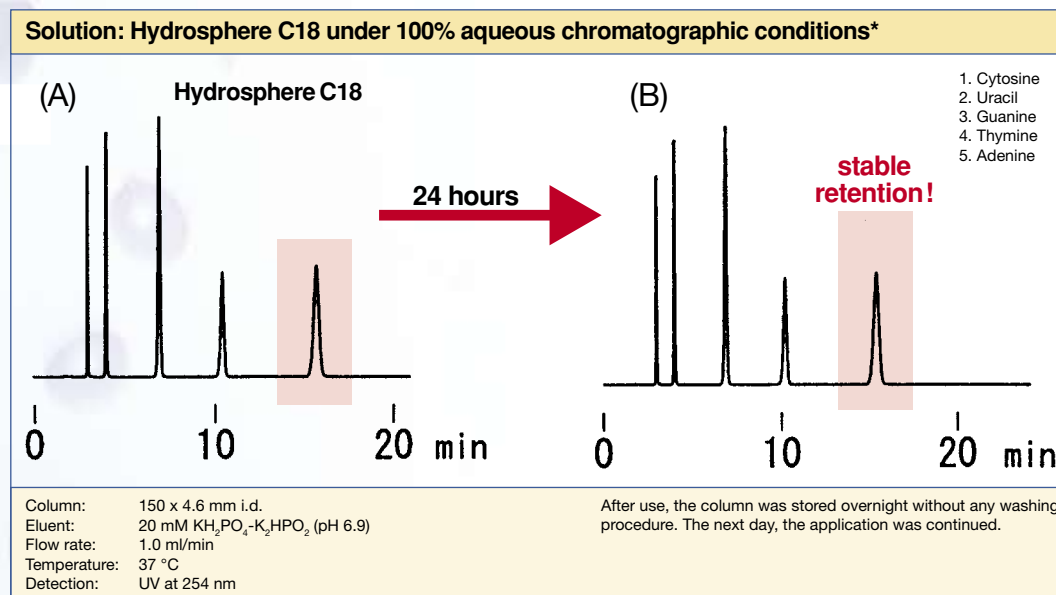 Solution: Hydrosphere C18 under 100% aqueous chromatographic conditions*
(A)
Hydrosphere C18
24 hours
(B)
1. Cytosine
2. Uracil
3. Guanine
4. Thymine
5. Adenine
stable
retention!
0 10 20 min
0 10 20 min
Column: 150 x 4.6 mm i.d.
Eluent: 20 mM KH₂PO₄-K₂HPO₂ (pH 6.9)
Flow rate: 1.0 ml/min
Temperature: 37 °C
Detection: UV at 254 nm
After use, the column was stored overnight without any washing
procedure. The next day, the application was continued.